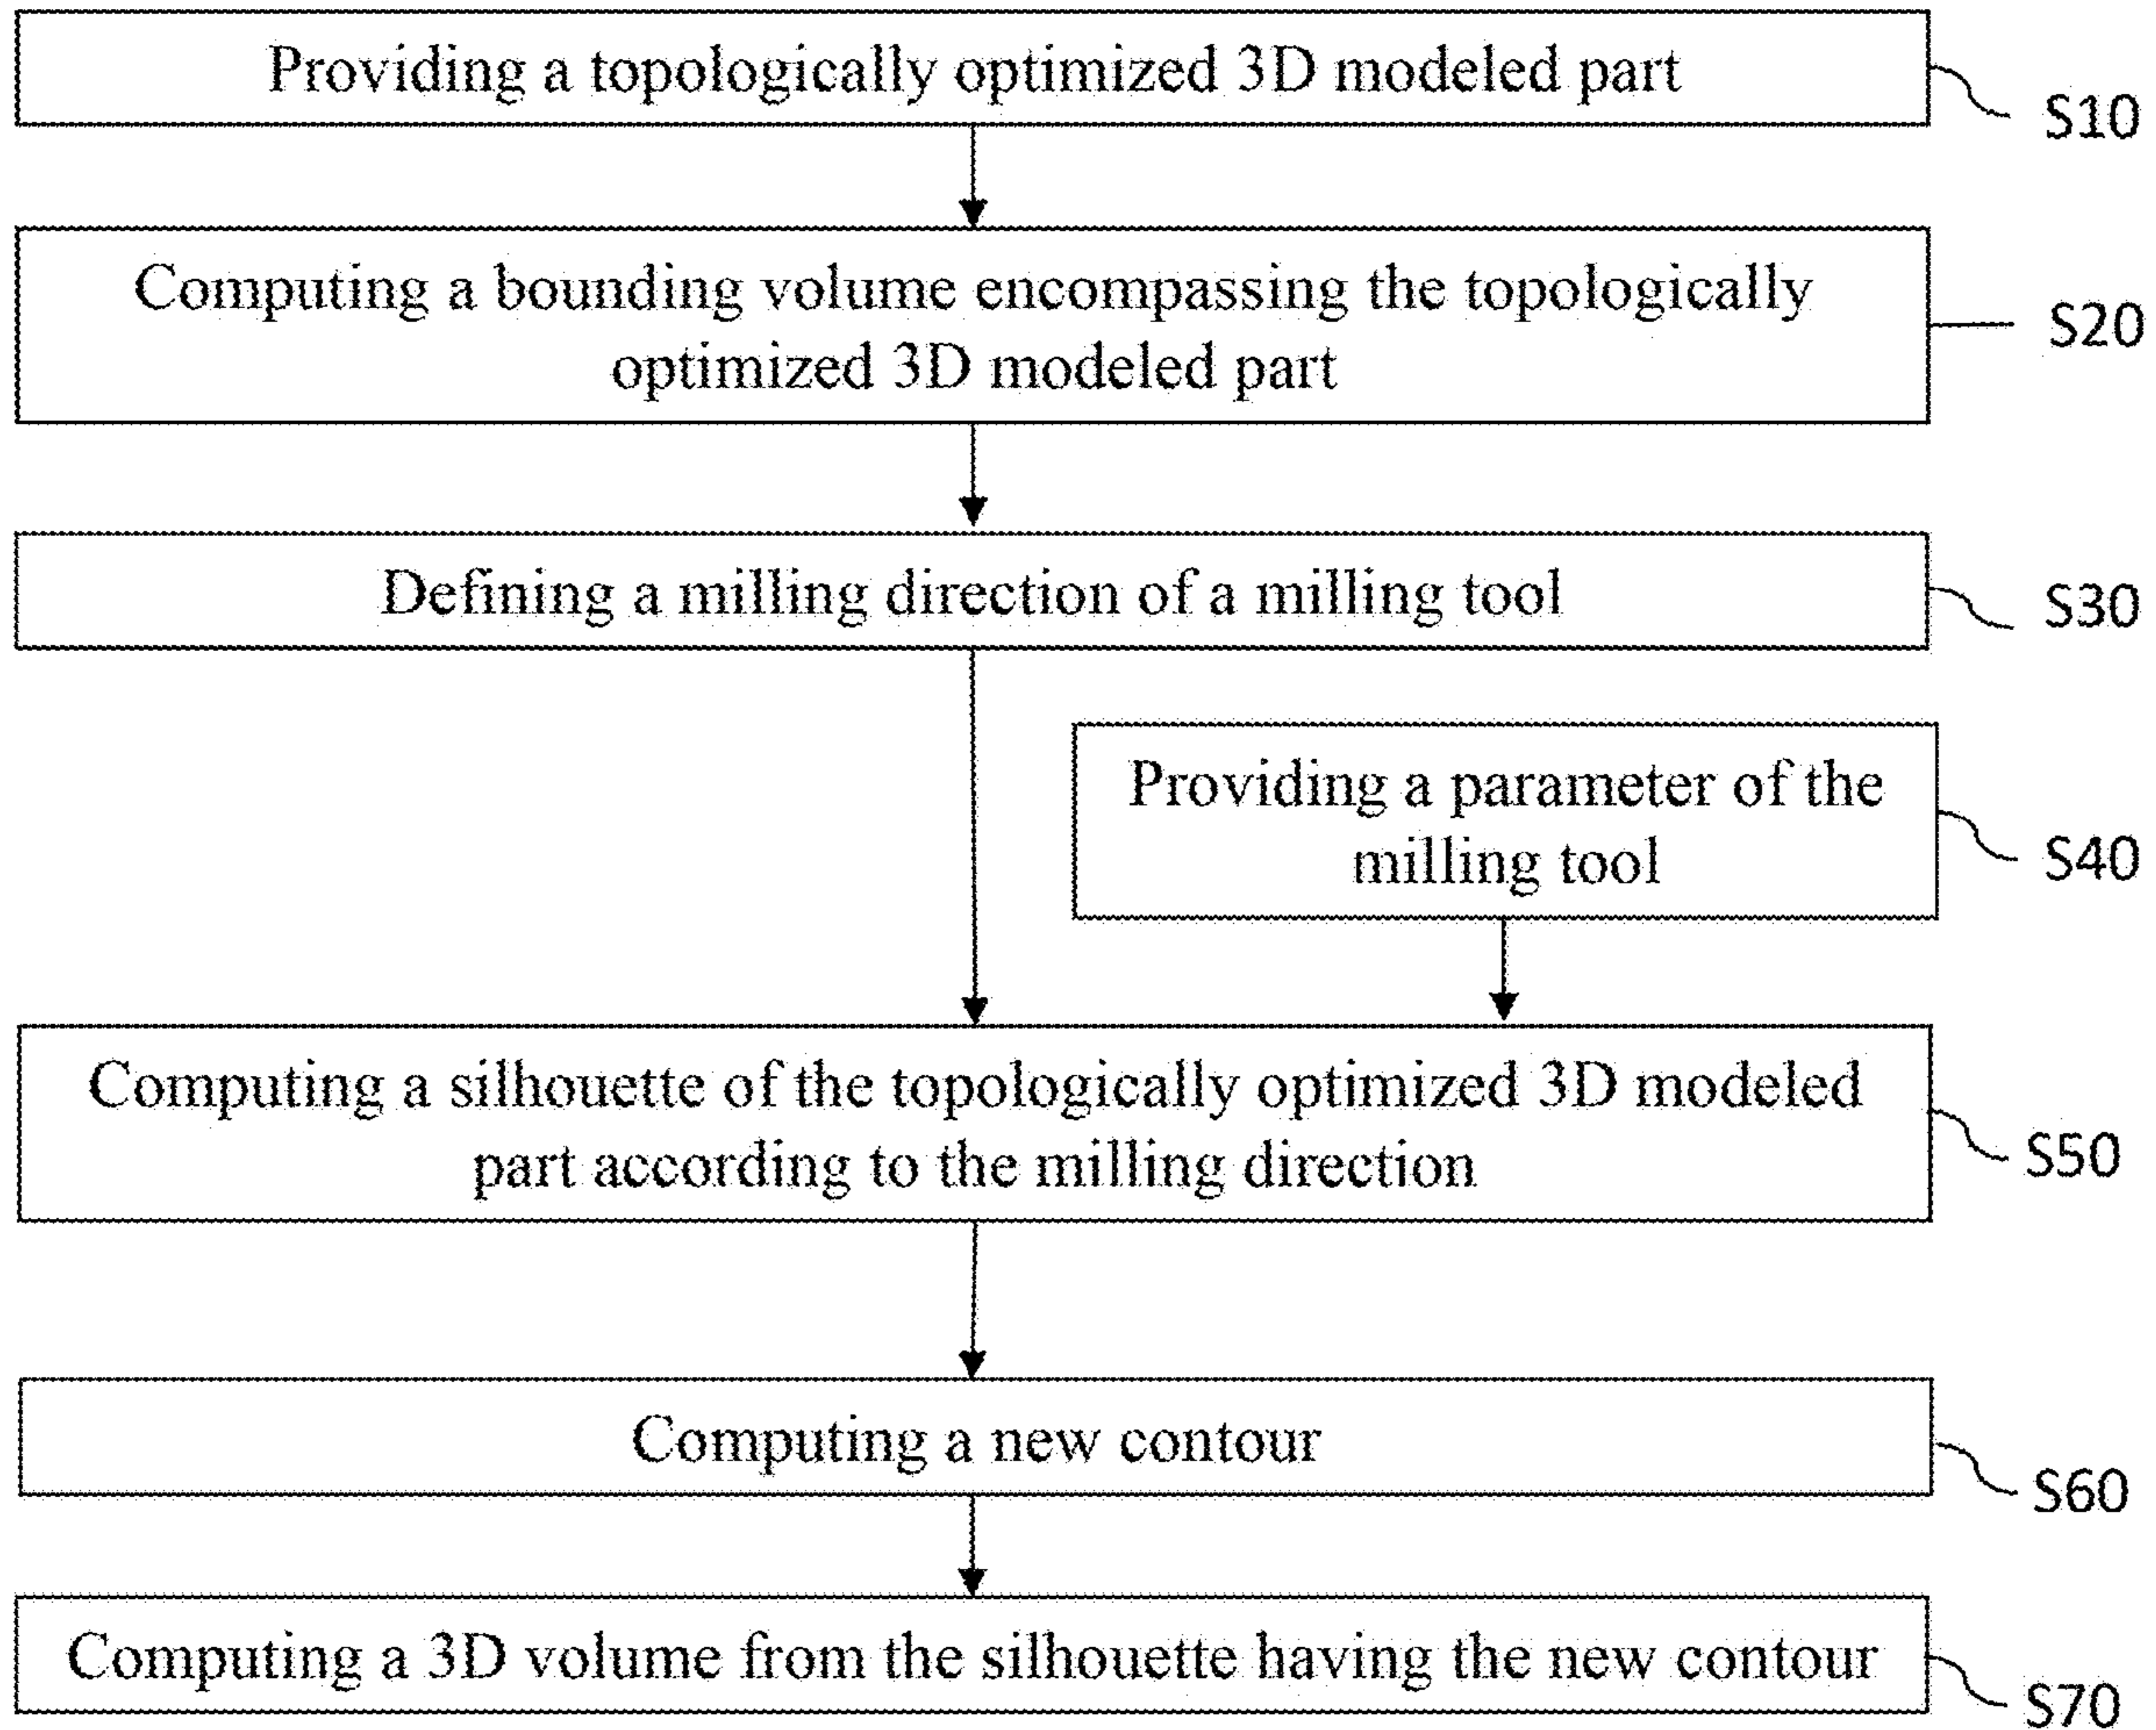 Providing a topologically optimized 3D modeled part
S10
Computing a bounding volume encompassing the topologically
optimized 3D modeled part
S20
Defining a milling direction of a milling tool
S30
Providing a parameter of the
milling tool
S40
Computing a silhouette of the topologically optimized 3D modeled
part according to the milling direction
S50
Computing a new contour
S60
Computing a 3D volume from the silhouette having the new contour
S70